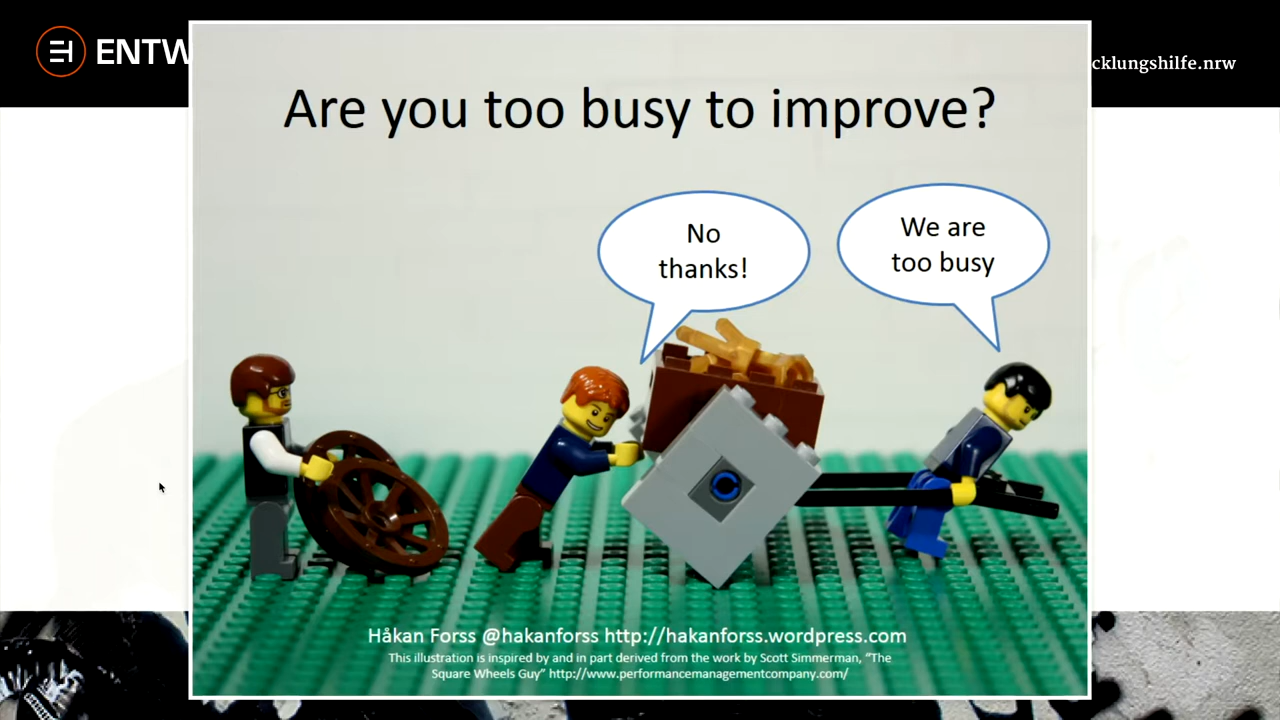 ENTW
cklungshilfe.nrw
Are you too busy to improve?
No
thanks!
We are
too busy
Håkan Forss @hakanforss http://hakanforss.wordpress.com
This illustration is inspired by and in part derived from the work by Scott Simmerman, “The
Square Wheels Guy” http://www.performancemanagementcompany.com/